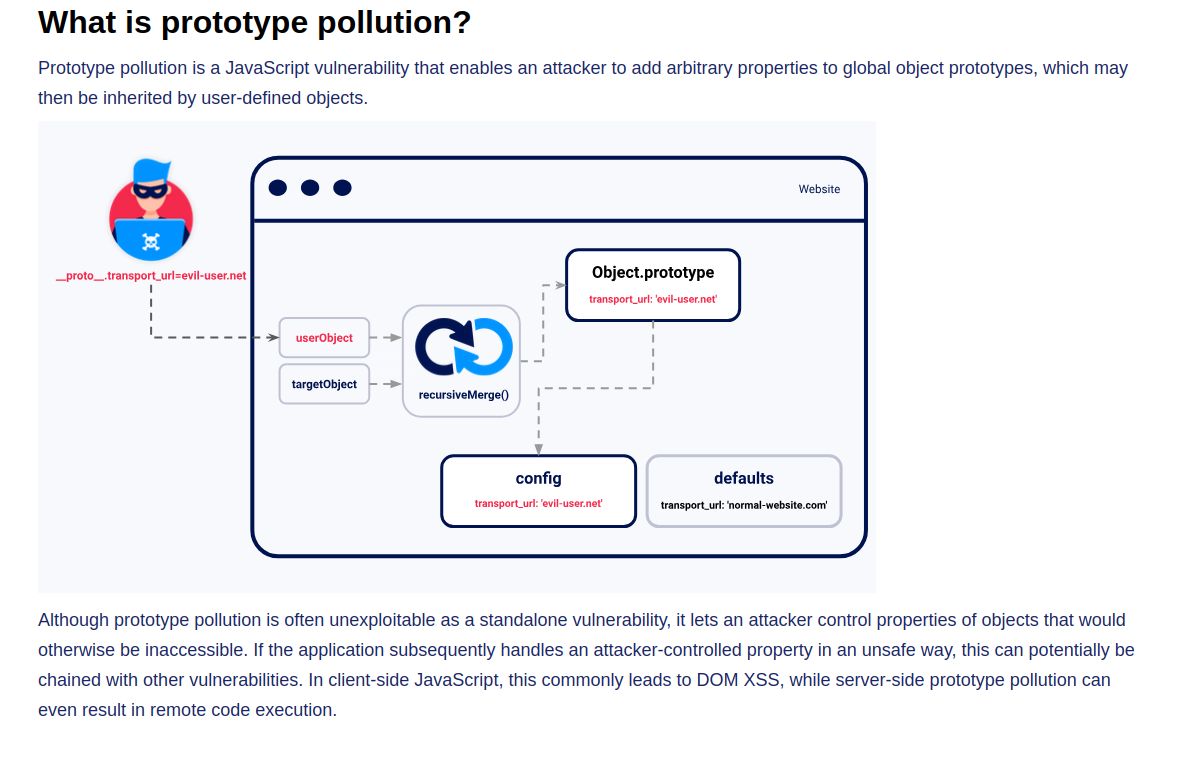 What is prototype pollution?
Prototype pollution is a JavaScript vulnerability that enables an attacker to add arbitrary properties to global object prototypes, which may
then be inherited by user-defined objects.
Website
__proto__.transport_url=evil-user.net
Object.prototype
transport_url: 'evil-user.net'
userObject
targetObject
recursiveMerge()
config
transport_url: 'evil-user.net'
defaults
transport_url: 'normal-website.com'
Although prototype pollution is often unexploitable as a standalone vulnerability, it lets an attacker control properties of objects that would
otherwise be inaccessible. If the application subsequently handles an attacker-controlled property in an unsafe way, this can potentially be
chained with other vulnerabilities. In client-side JavaScript, this commonly leads to DOM XSS, while server-side prototype pollution can
even result in remote code execution.